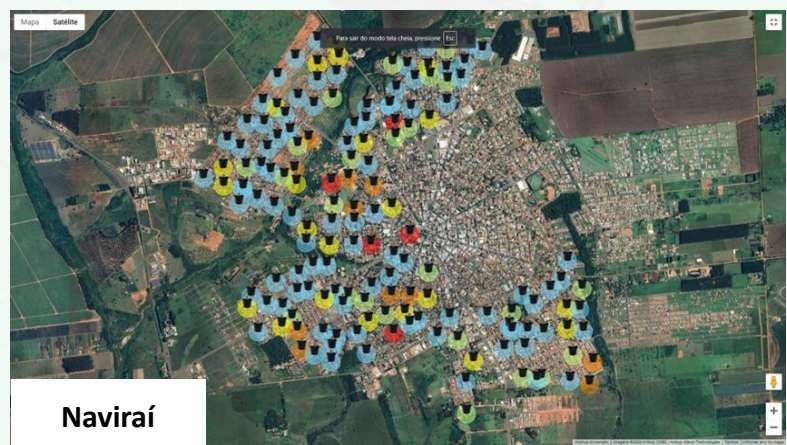 Mapa Satélite
Para sair do modo tela cheia, pressione Esc
Naviraí